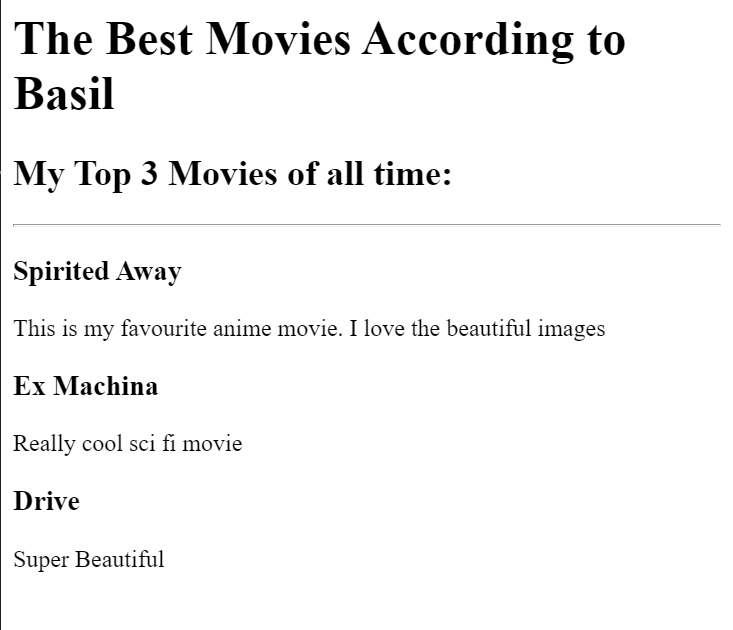 The Best Movies According to
Basil
My Top 3 Movies of all time:
Spirited Away
This is my favourite anime movie. I love the beautiful images
Ex Machina
Really cool sci fi movie
Drive
Super Beautiful